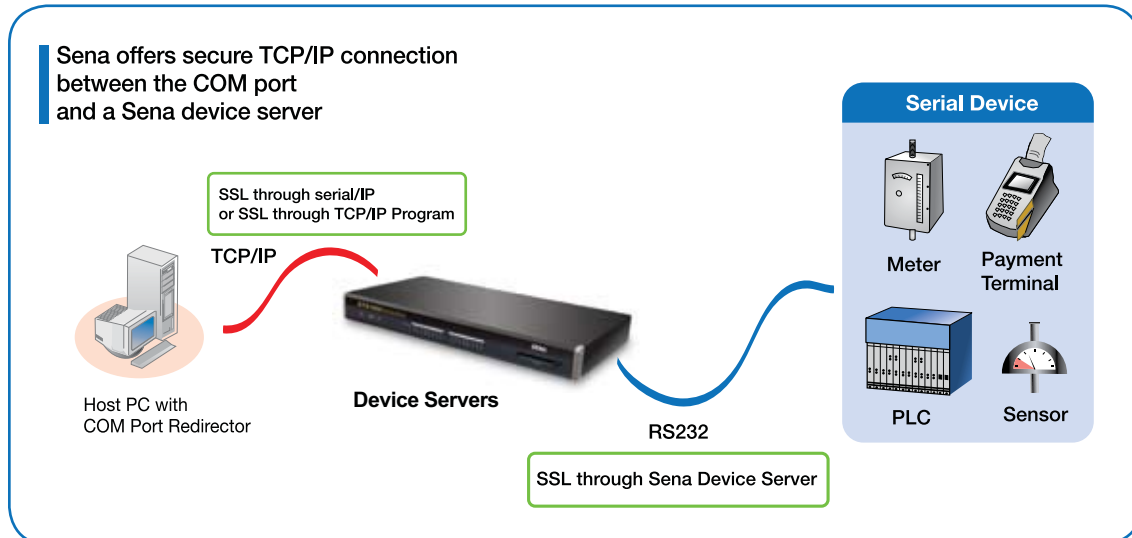 Sena offers secure TCP/IP connection
between the COM port
and a Sena device server
Serial Device
SSL through serial/IP
or SSL through TCP/IP Program
TCP/IP
Meter
Payment
Terminal
Device Servers
Host PC with
COM Port Redirector
RS232
PLC
Sensor
SSL through Sena Device Server